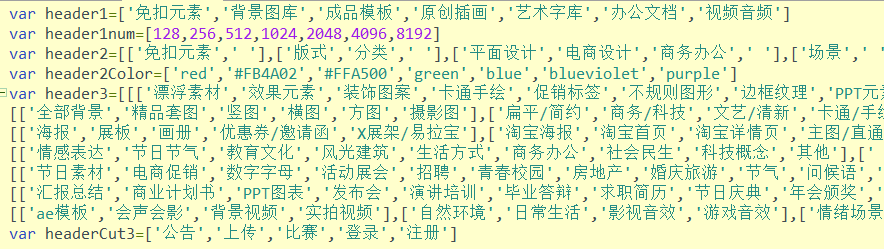 var header1=['免扣元素','背景图库','成品模板','原创插画','艺术字库','办公文档','视频音频']
var header1num=[128,256,512,1024,2048,4096,8192]
var header2=[['免扣元素',' '],['版式','分类',' '],['平面设计','电商设计','商务办公',' '],['场景',' '
var header2Color=['red','#FB4A02','#FFA500','green','blue','blueviolet','purple']
var header3=[[['漂浮素材','效果元素','装饰图案','卡通手绘','促销标签','不规则图形','边框纹理','PPT元
[['全部背景','精品套图','竖图','横图','方图','摄影图'],['扁平/简约','商务/科技','文艺/清新','卡通/手绘
[['海报','展板','画册','优惠券/邀请函','X展架/易拉宝'],['淘宝海报','淘宝首页','淘宝详情页','主图/直通
[['情感表达','节日节气','教育文化','风光建筑','生活方式','商务办公','社会民生','科技概念','其他'],['
[['节日素材','电商促销','数字字母','活动展会','招聘','青春校园','房地产','婚庆旅游','节气','问候语','
[['汇报总结','商业计划书','PPT图表','发布会','演讲培训','毕业答辩','求职简历','节日庆典','年会颁奖','
[['ae模板','会声会影','背景视频','实拍视频'],['自然环境','日常生活','影视音效','游戏音效'],['情绪场景
var headerCut3=['公告','上传','比赛','登录','注册']